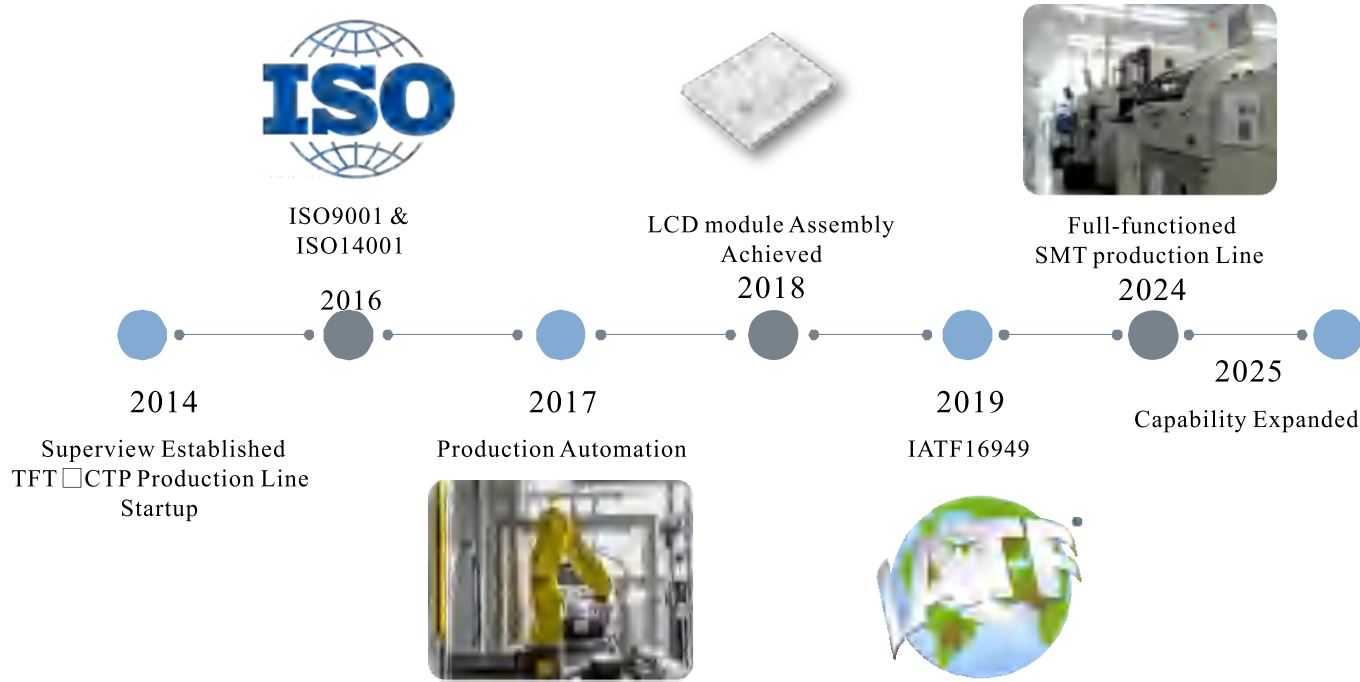 ISO
ISO9001 &
ISO14001
2016
LCD module Assembly
Achieved
2018
Full-functioned
SMT production Line
2024
2014
Superview Established
TFT □CTP Production Line
Startup
2017
Production Automation
2019
IATF16949
2025
Capability Expanded